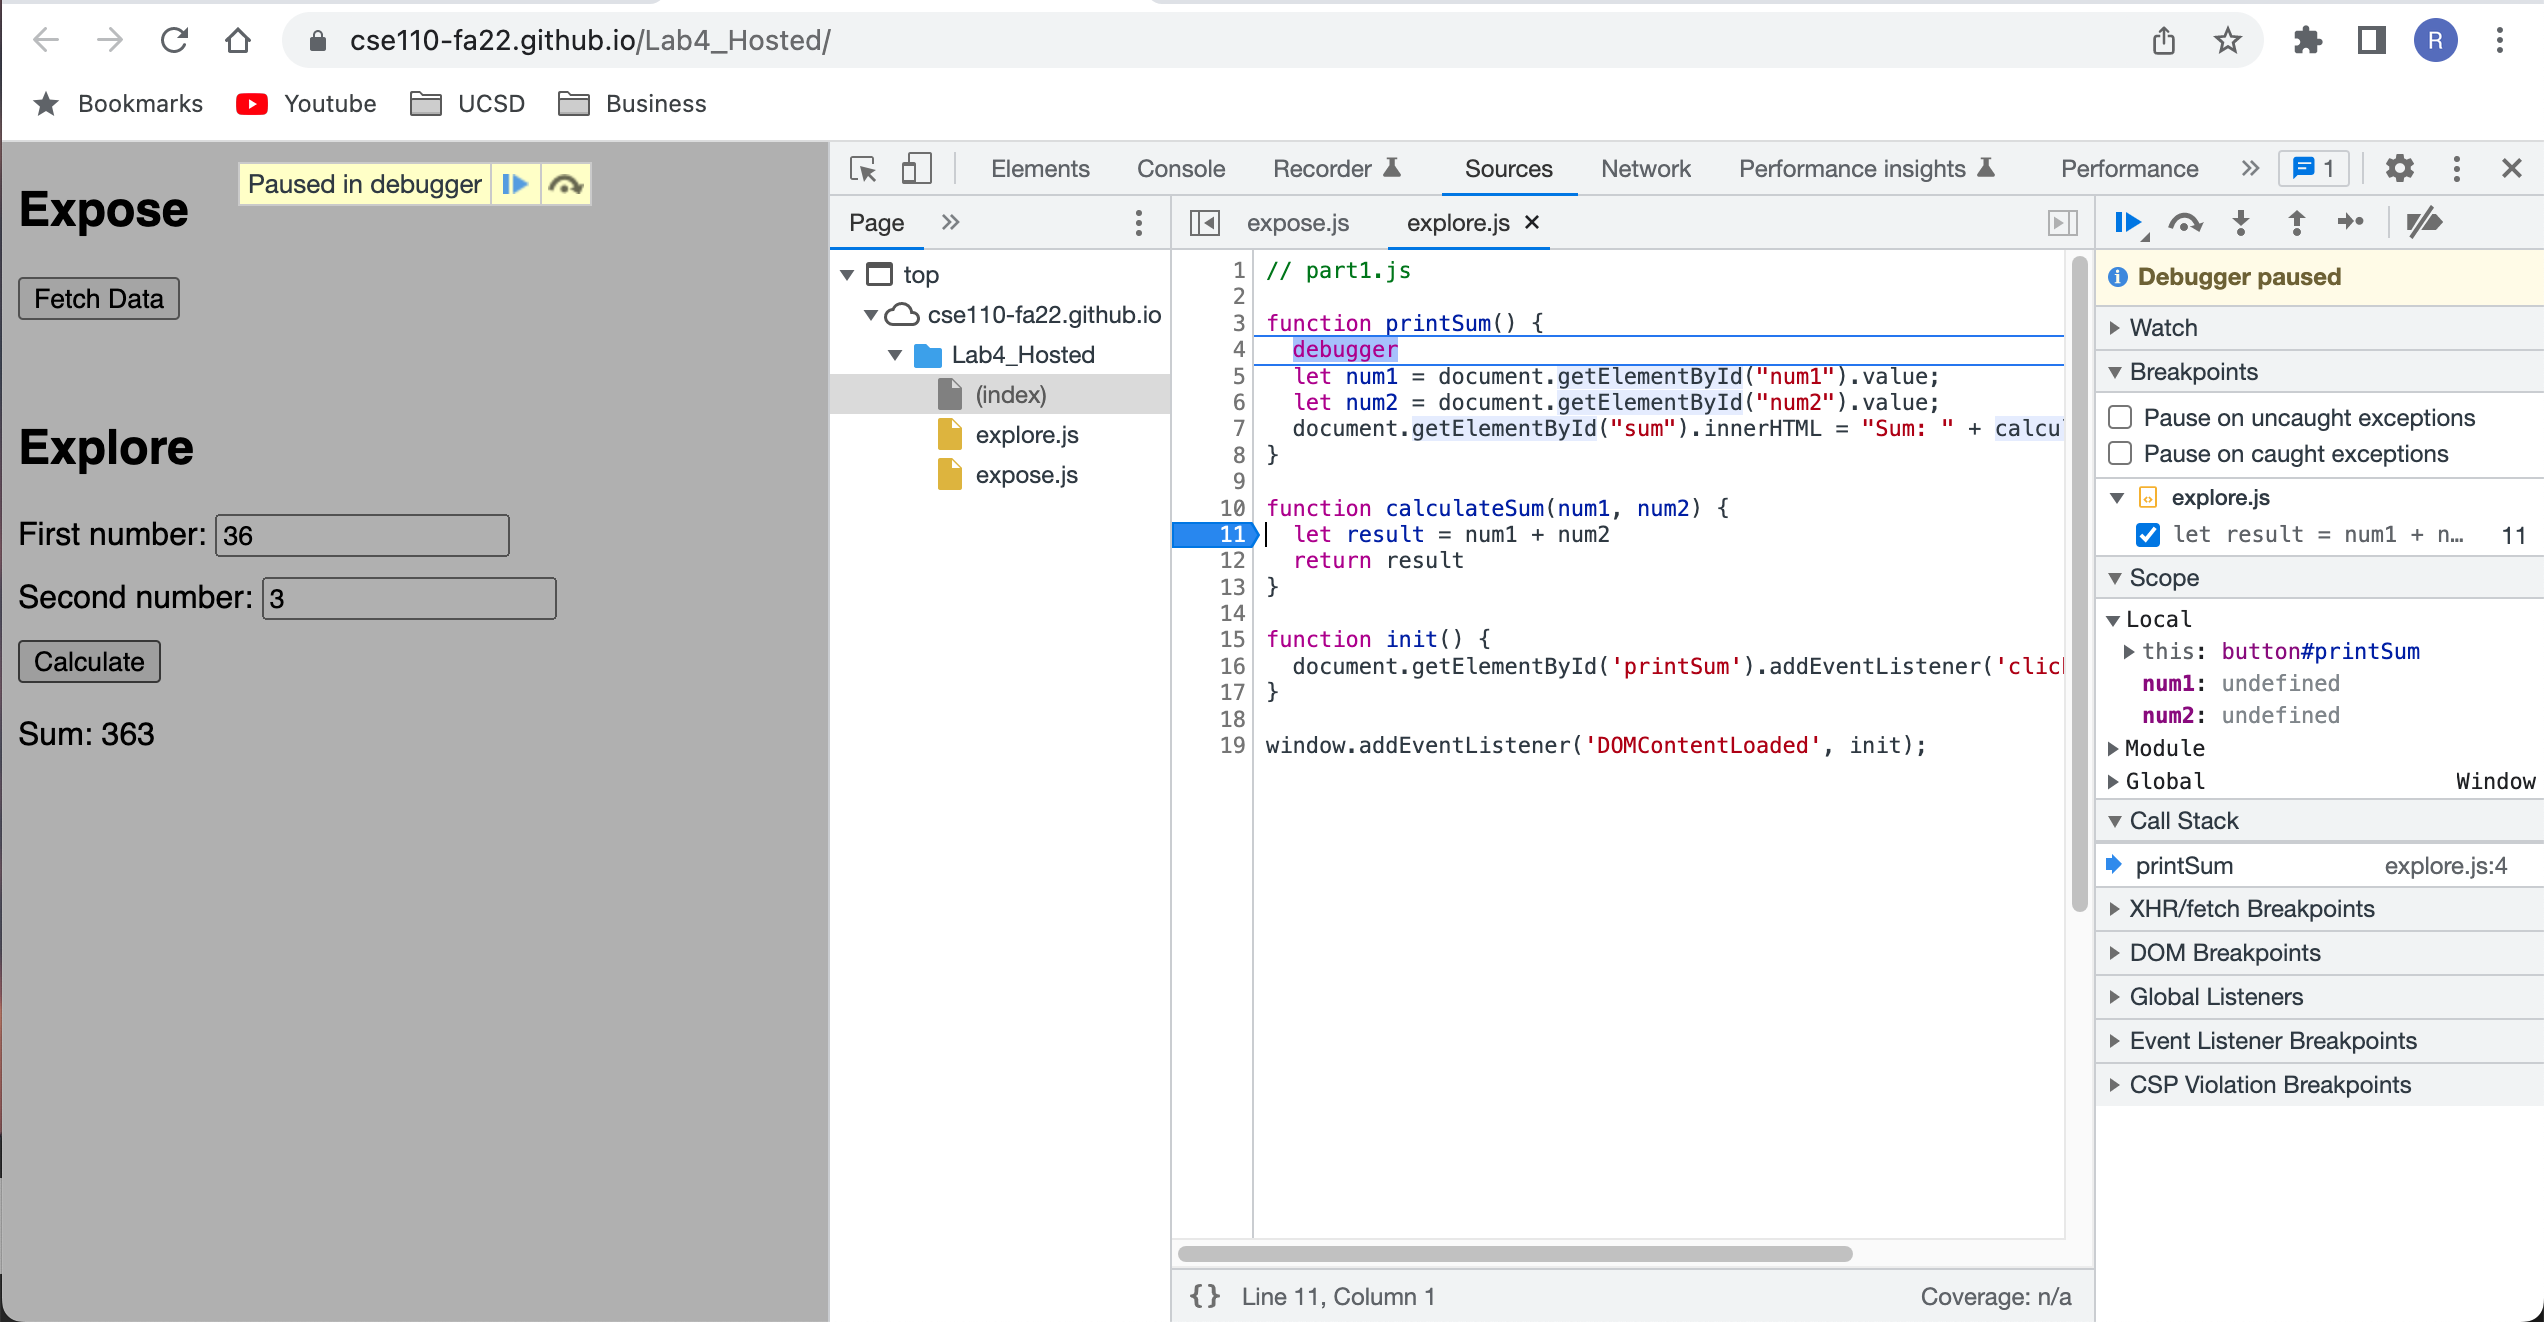 cse110-fa22.github.io/Lab4_Hosted/
R
Bookmarks Youtube UCSD Business
Paused in debugger
Expose
Fetch Data
Explore
First number: 36
Second number: 3
Calculate
Sum: 363
Elements Console Recorder Sources Network Performance insights Performance 1
Page
top
cse110-fa22.github.io
Lab4_Hosted
(index)
explore.js
expose.js
expose.js explore.js
1 // part1.js
2
3 function printSum() {
4 debugger
5 let num1 = document.getElementById("num1").value;
6 let num2 = document.getElementById("num2").value;
7 document.getElementById("sum").innerHTML = "Sum: " + calcu
8 }
9
10 function calculateSum(num1, num2) {
11 let result = num1 + num2
12 return result
13 }
14
15 function init() {
16 document.getElementById('printSum').addEventListener('clic
17 }
18
19 window.addEventListener('DOMContentLoaded', init);
{} Line 11, Column 1 Coverage: n/a
Debugger paused
Watch
Breakpoints
Pause on uncaught exceptions
Pause on caught exceptions
explore.js
let result = num1 + n… 11
Scope
Local
this: button#printSum
num1: undefined
num2: undefined
Module
Global Window
Call Stack
printSum explore.js:4
XHR/fetch Breakpoints
DOM Breakpoints
Global Listeners
Event Listener Breakpoints
CSP Violation Breakpoints